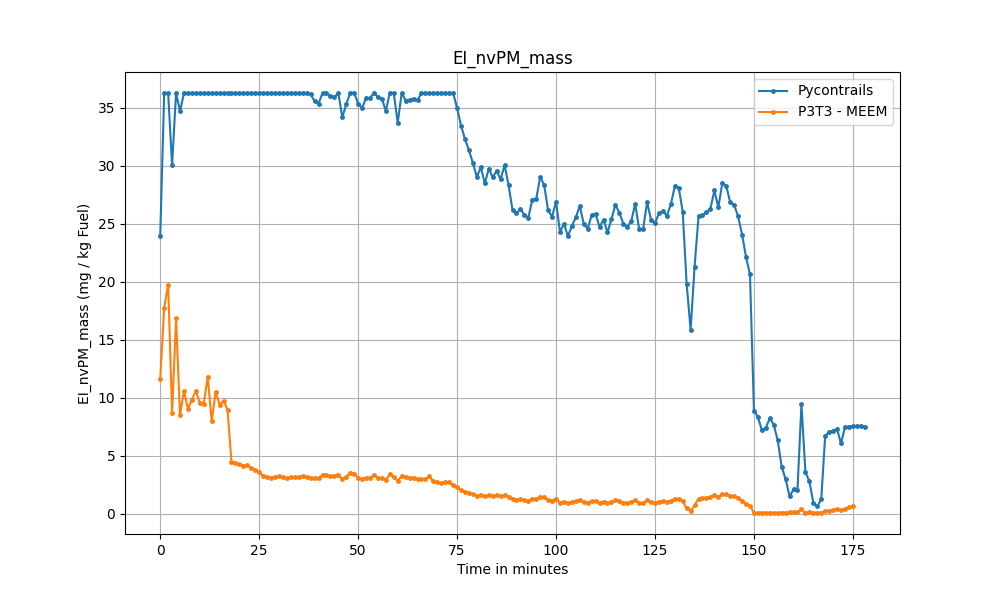 EI_nvPM_mass
Pycontrails
P3T3 - MEEM
EI_nvPM_mass (mg / kg Fuel)
35
30
25
20
15
10
5
0
0 25 50 75 100 125 150 175
Time in minutes